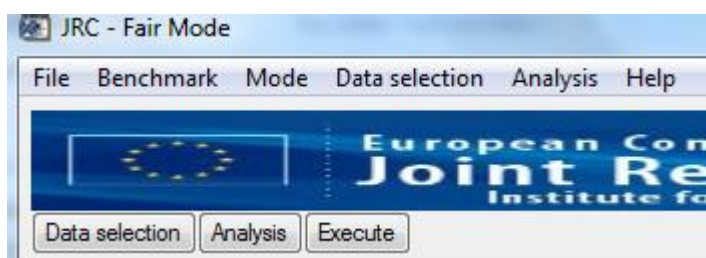 JRC - Fair Mode
File Benchmark Mode Data selection Analysis Help
European Com
Joint Re
Institute fo
Data selection Analysis Execute